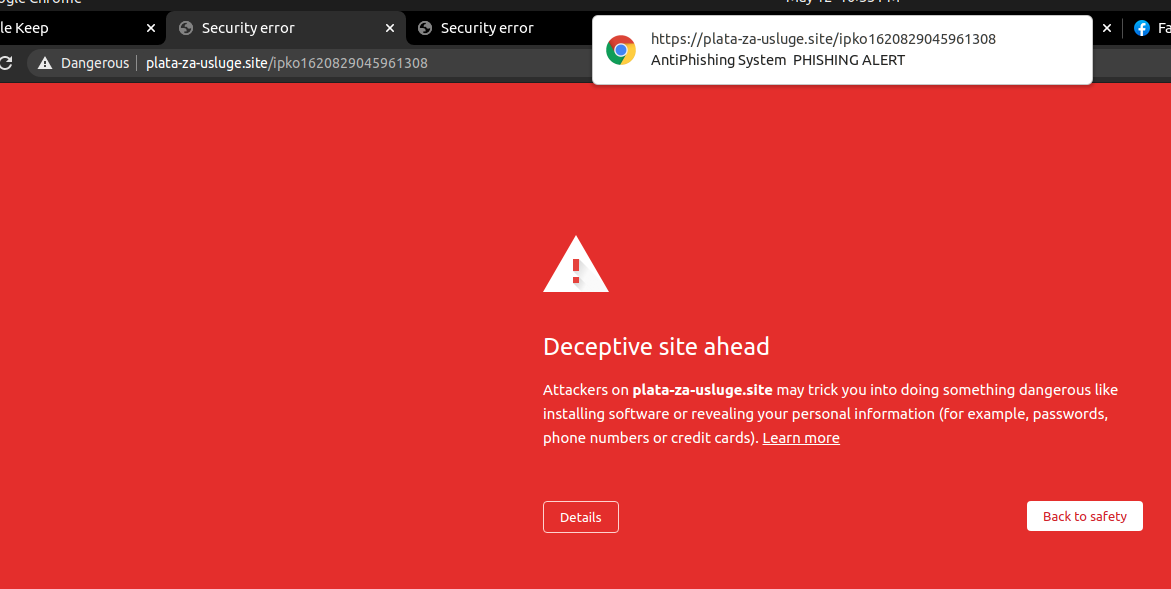 le Keep
Security error
Security error
https://plata-za-usluge.site/ipko1620829045961308
AntiPhishing System PHISHING ALERT
Dangerous
plata-za-usluge.site/ipko1620829045961308
Deceptive site ahead
Attackers on plata-za-usluge.site may trick you into doing something dangerous like
installing software or revealing your personal information (for example, passwords,
phone numbers or credit cards). Learn more
Details
Back to safety